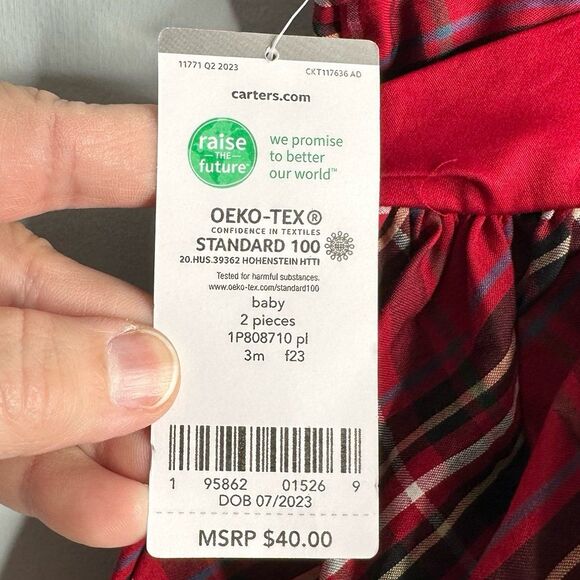 11771 Q2 2023 CKT117636 AD
carters.com
raise
THE
future™
we promise
to better
our world™
OEKO-TEX®
CONFIDENCE IN TEXTILES
STANDARD 100
20.HUS.39362 HOHENSTEIN HTTI
Tested for harmful substances.
www.oeko-tex.com/standard100
baby
2 pieces
1P808710 pl
3m f23
1 95862 01526 9
DOB 07/2023
MSRP $40.00